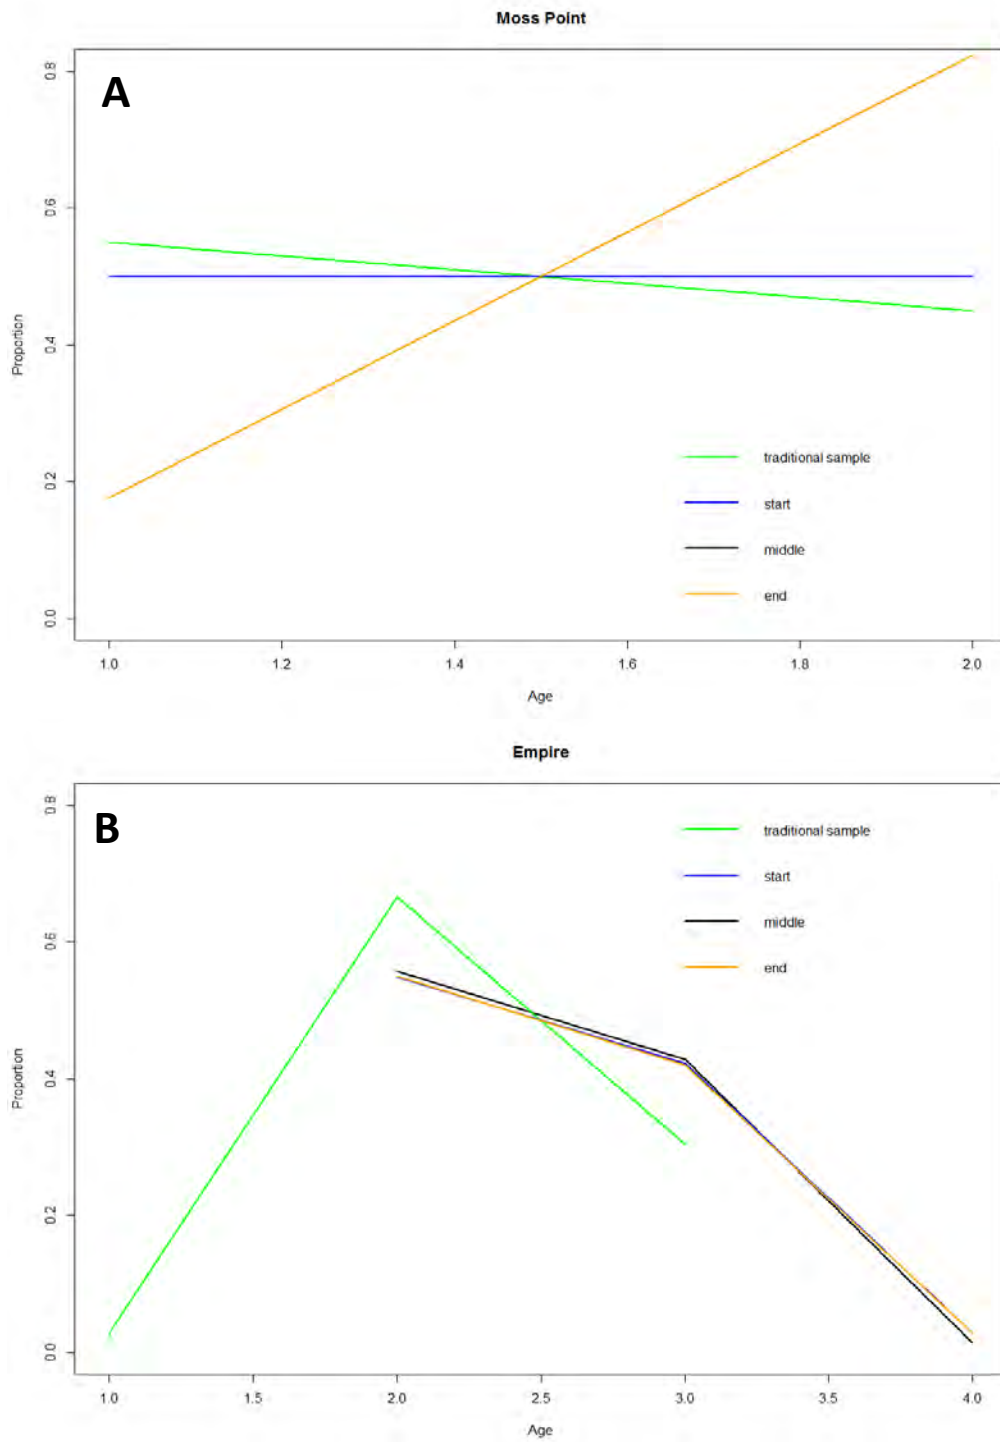 Moss Point
A
0.8
0.6
0.4
0.2
0.0
Proportion
traditional sample
start
middle
end
1.0 1.2 1.4 1.6 1.8 2.0
Age
Empire
B
0.8
0.6
0.4
0.2
0.0
Proportion
traditional sample
start
middle
end
1.0 1.5 2.0 2.5 3.0 3.5 4.0
Age